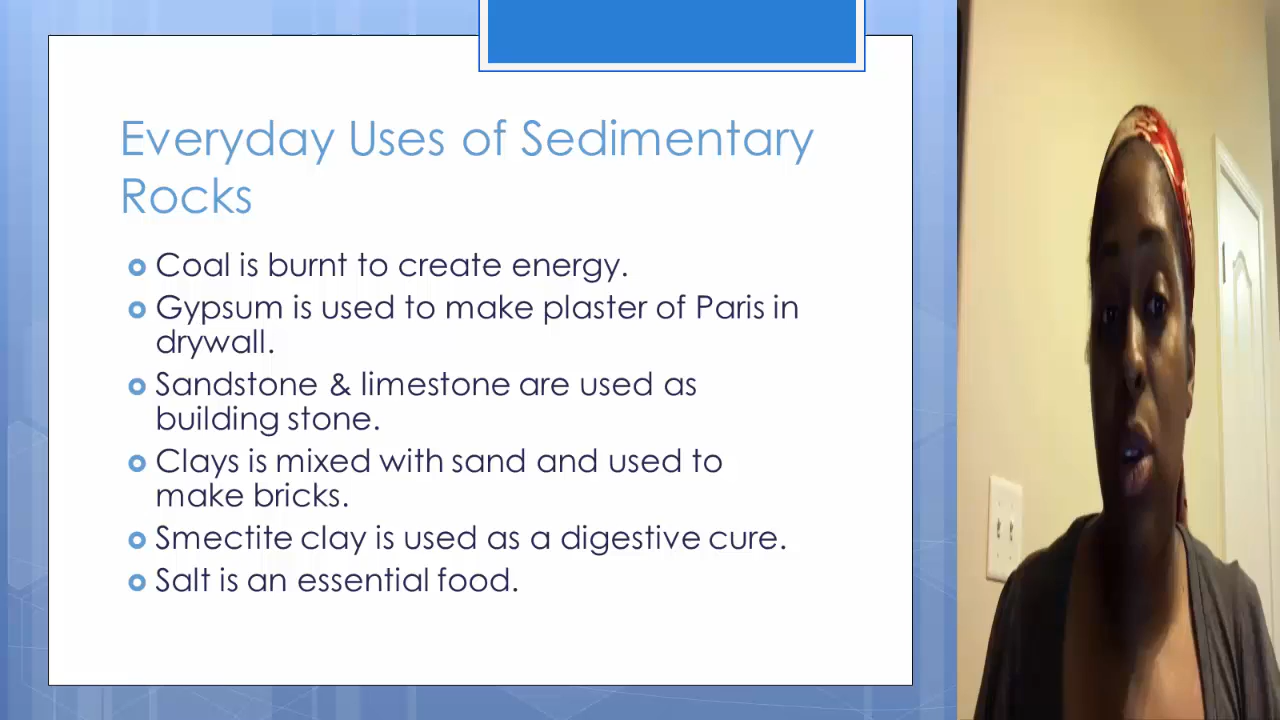 Everyday Uses of Sedimentary
Rocks
Coal is burnt to create energy.
Gypsum is used to make plaster of Paris in
drywall.
Sandstone & limestone are used as
building stone.
Clays is mixed with sand and used to
make bricks.
Smectite clay is used as a digestive cure.
Salt is an essential food.